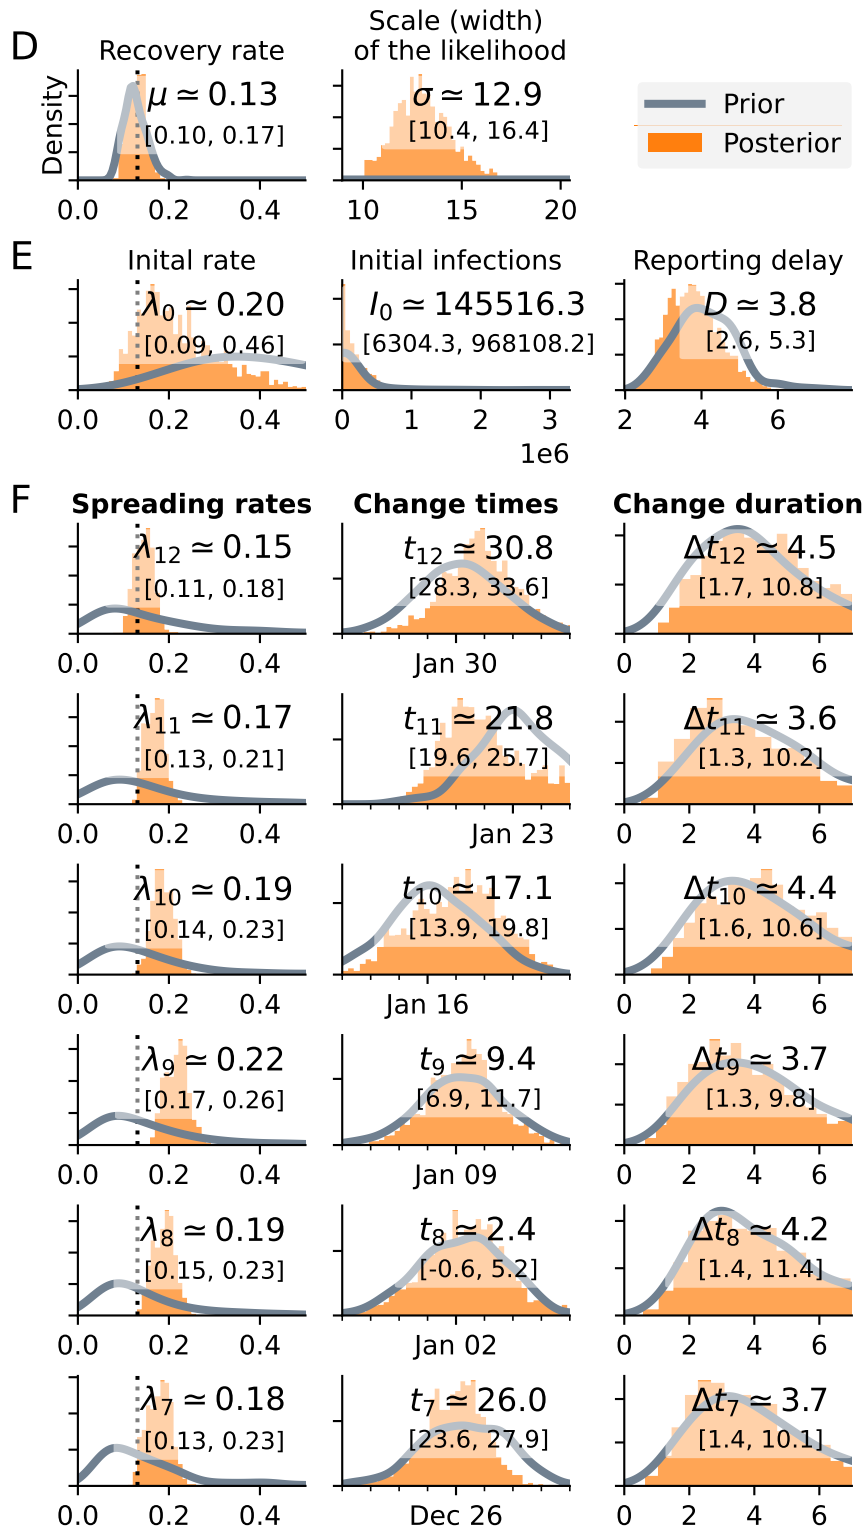 D
Recovery rate
Scale (width)
of the likelihood
Density
μ ≃ 0.13
[0.10, 0.17]
0.0 0.2 0.4
σ ≃ 12.9
[10.4, 16.4]
10 15 20
Prior
Posterior
E
Inital rate
λ0 ≃ 0.20
[0.09, 0.46]
0.0 0.2 0.4
Initial infections
I0 ≃ 145516.3
[6304.3, 968108.2]
0 1 2 3
1e6
Reporting delay
D ≃ 3.8
[2.6, 5.3]
2 4 6
F
Spreading rates
Change times
Change duration
λ12 ≃ 0.15
[0.11, 0.18]
0.0 0.2 0.4
t12 ≃ 30.8
[28.3, 33.6]
Jan 30
Δt12 ≃ 4.5
[1.7, 10.8]
0 2 4 6
λ11 ≃ 0.17
[0.13, 0.21]
0.0 0.2 0.4
t11 ≃ 21.8
[19.6, 25.7]
Jan 23
Δt11 ≃ 3.6
[1.3, 10.2]
0 2 4 6
λ10 ≃ 0.19
[0.14, 0.23]
0.0 0.2 0.4
t10 ≃ 17.1
[13.9, 19.8]
Jan 16
Δt10 ≃ 4.4
[1.6, 10.6]
0 2 4 6
λ9 ≃ 0.22
[0.17, 0.26]
0.0 0.2 0.4
t9 ≃ 9.4
[6.9, 11.7]
Jan 09
Δt9 ≃ 3.7
[1.3, 9.8]
0 2 4 6
λ8 ≃ 0.19
[0.15, 0.23]
0.0 0.2 0.4
t8 ≃ 2.4
[-0.6, 5.2]
Jan 02
Δt8 ≃ 4.2
[1.4, 11.4]
0 2 4 6
λ7 ≃ 0.18
[0.13, 0.23]
0.0 0.2 0.4
t7 ≃ 26.0
[23.6, 27.9]
Dec 26
Δt7 ≃ 3.7
[1.4, 10.1]
0 2 4 6